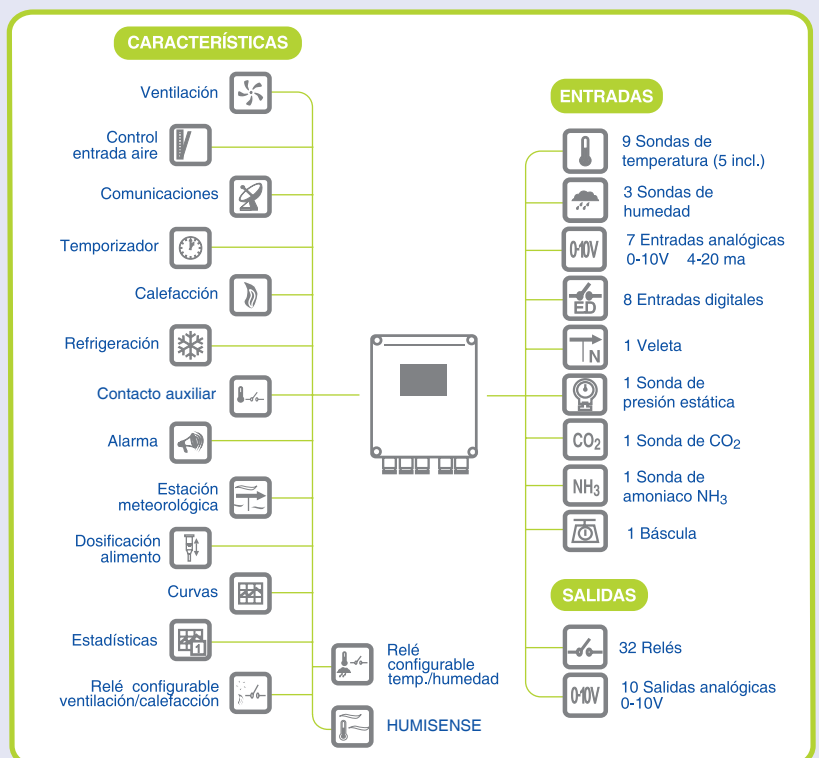 CARACTERÍSTICAS
Ventilación
Control
entrada aire
Comunicaciones
Temporizador
Calefacción
Refrigeración
Contacto auxiliar
Alarma
Estación
meteorológica
Dosificación
alimento
Curvas
Estadísticas
1
Relé configurable
ventilación/calefacción
Relé
configurable
temp./humedad
HUMISENSE
ENTRADAS
9 Sondas de
temperatura (5 incl.)
3 Sondas de
humedad
0-10V
7 Entradas analógicas
0-10V 4-20 ma
ED
8 Entradas digitales
N
1 Veleta
1 Sonda de
presión estática
CO2
1 Sonda de CO2
NH3
1 Sonda de
amoniaco NH3
1 Báscula
SALIDAS
32 Relés
0-10V
10 Salidas analógicas
0-10V